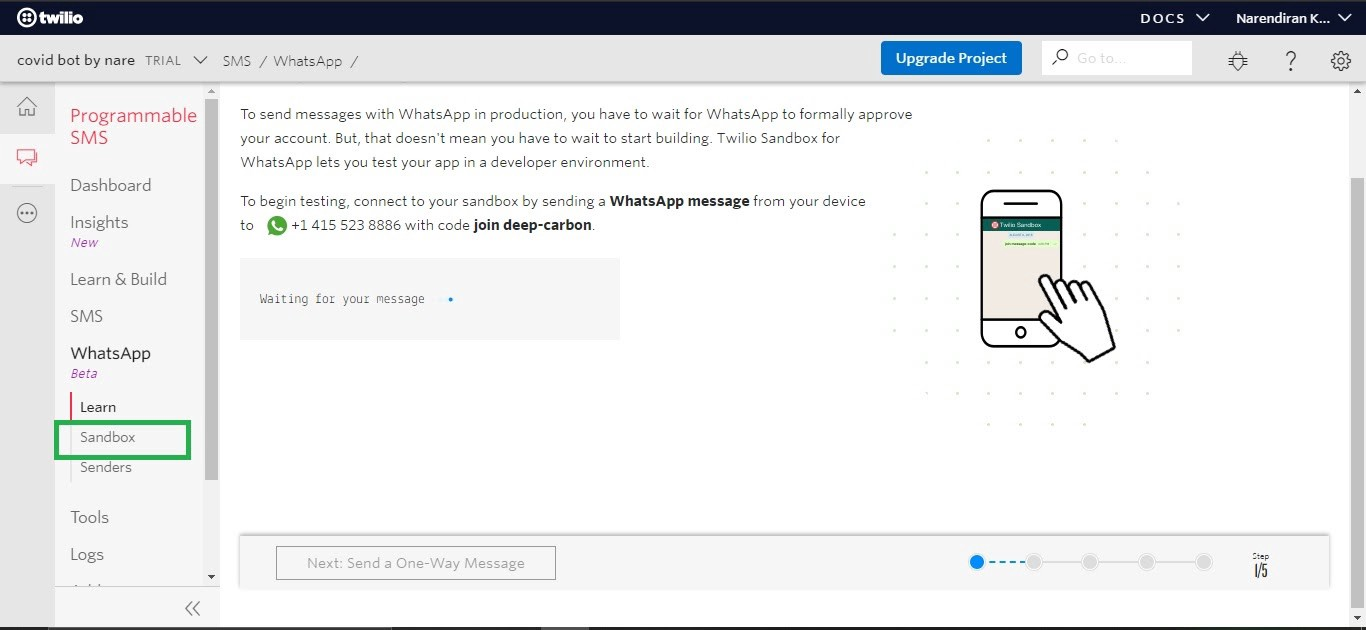 twilio
DOCS
Narendiran K...
covid bot by nare TRIAL
SMS / WhatsApp /
Upgrade Project
Go to...
?
Programmable
SMS
Dashboard
Insights
New
Learn & Build
SMS
WhatsApp
Beta
Learn
Sandbox
Senders
Tools
Logs
To send messages with WhatsApp in production, you have to wait for WhatsApp to formally approve
your account. But, that doesn't mean you have to wait to start building. Twilio Sandbox for
WhatsApp lets you test your app in a developer environment.
To begin testing, connect to your sandbox by sending a WhatsApp message from your device
to +1 415 523 8886 with code join deep-carbon.
Waiting for your message
Twilio Sandbox
Next: Send a One-Way Message
Step
1/5